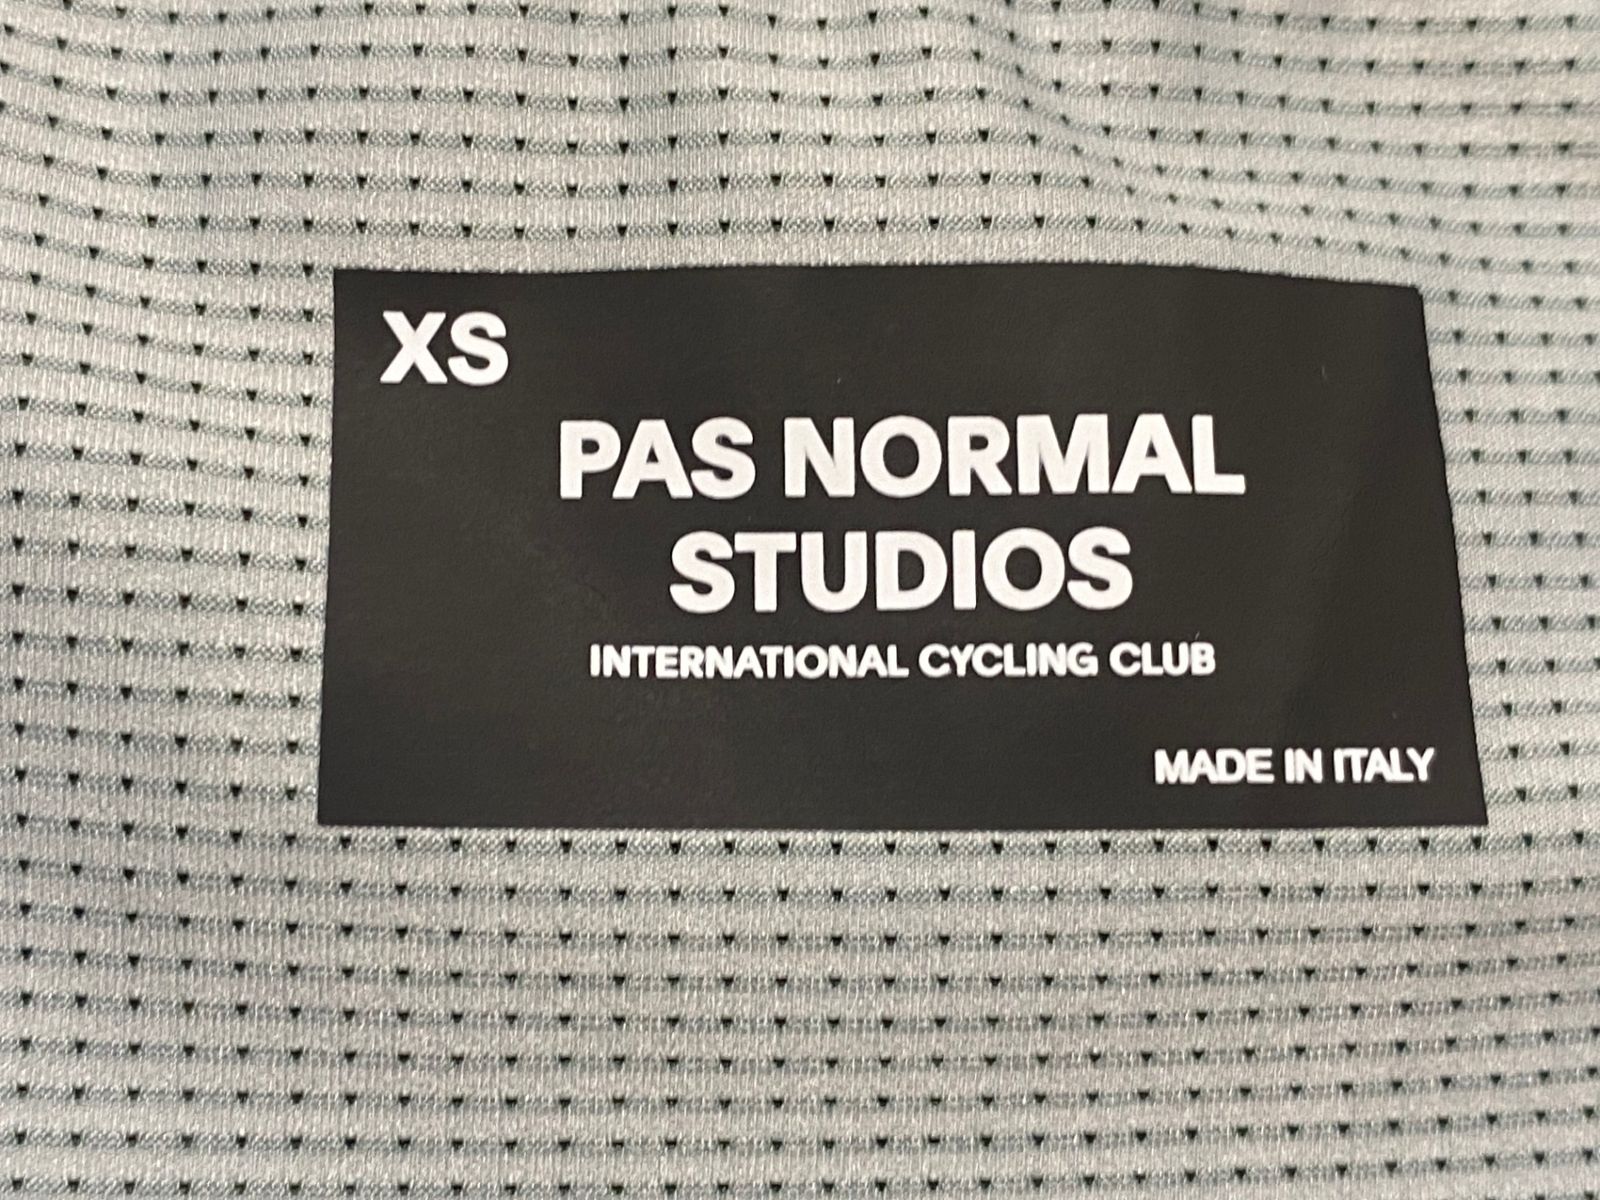 XS
PAS NORMAL
STUDIOS
INTERNATIONAL CYCLING CLUB
MADE IN ITALY